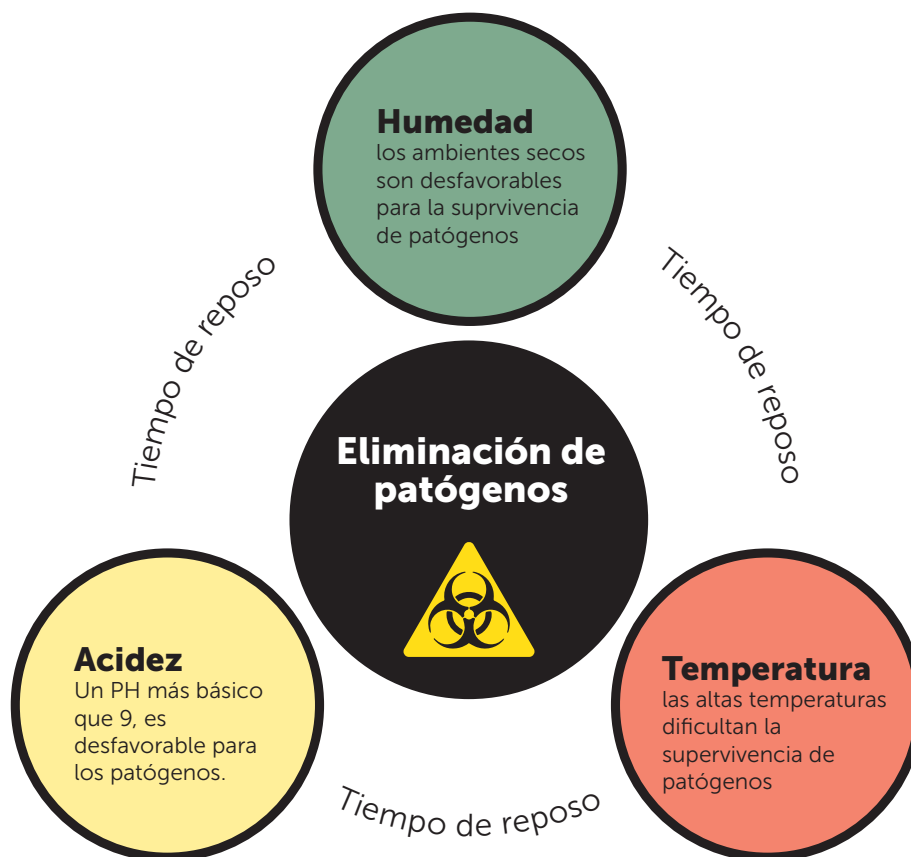 Humedad
los ambientes secos
son desfavorables
para la suprvivencia
de patógenos
Tiempo de reposo
Tiempo de reposo
Eliminación de
patógenos
Acidez
Un PH más básico
que 9, es
desfavorable para
los patógenos.
Temperatura
las altas temperaturas
dificultan la
supervivencia de
patógenos
Tiempo de reposo